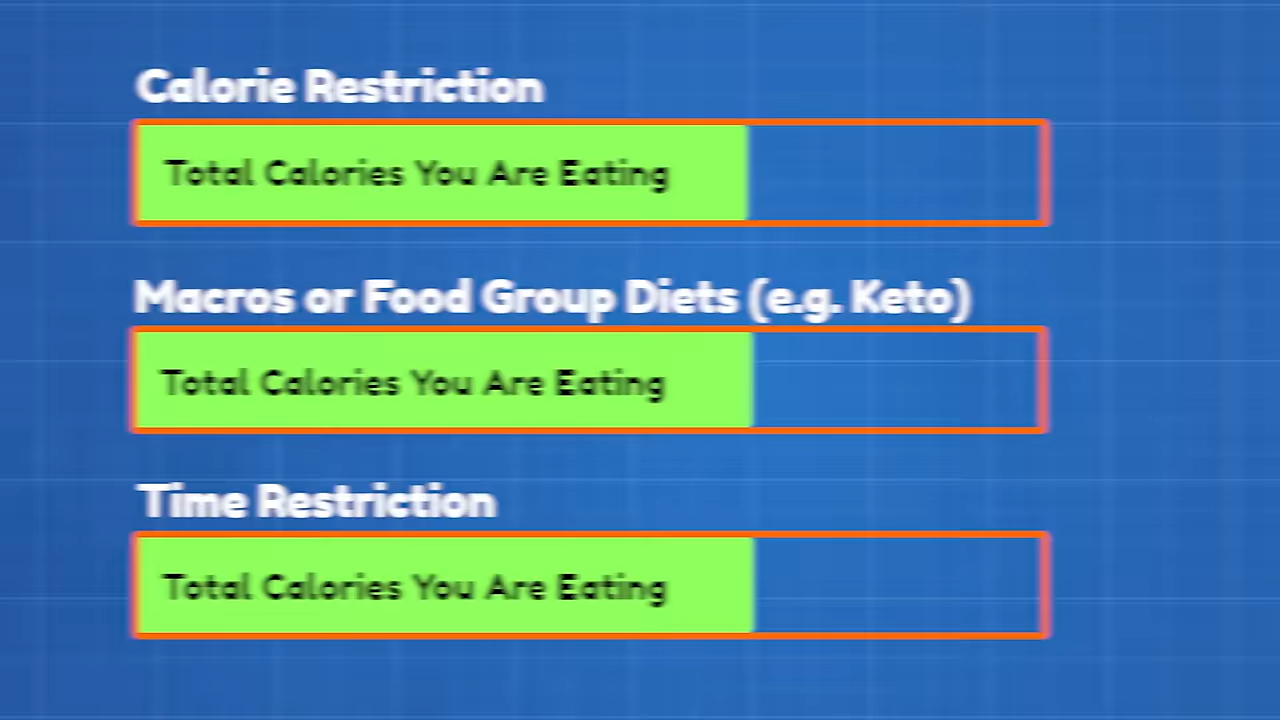 Calorie Restriction
Total Calories You Are Eating
Macros or Food Group Diets (e.g. Keto)
Total Calories You Are Eating
Time Restriction
Total Calories You Are Eating